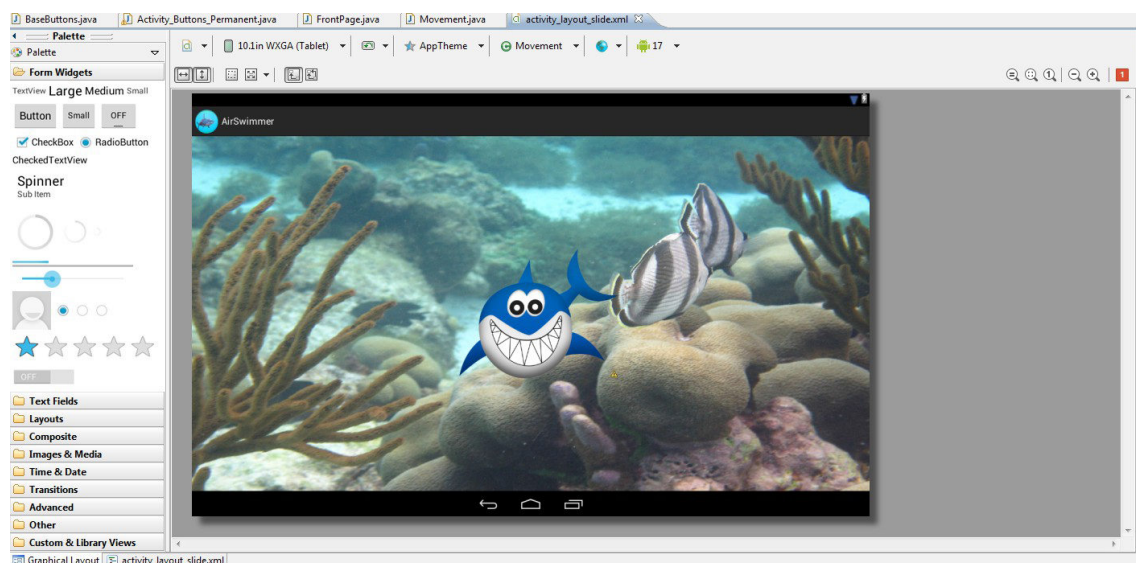 BaseButtons.java Activity_Buttons_Permanent.java FrontPage.java Movement.java activity_layout_slide.xml
Palette
Palette
10.1in WXGA (Tablet) AppTheme Movement 17
Form Widgets
TextView Large Medium Small
1
Button Small OFF
AirSwimmer
CheckBox RadioButton
CheckedTextView
Spinner
Sub Item
OFF
Text Fields
Layouts
Composite
Images & Media
Time & Date
Transitions
Advanced
Other
Custom & Library Views
Graphical Layout activity_layout_slide.xml